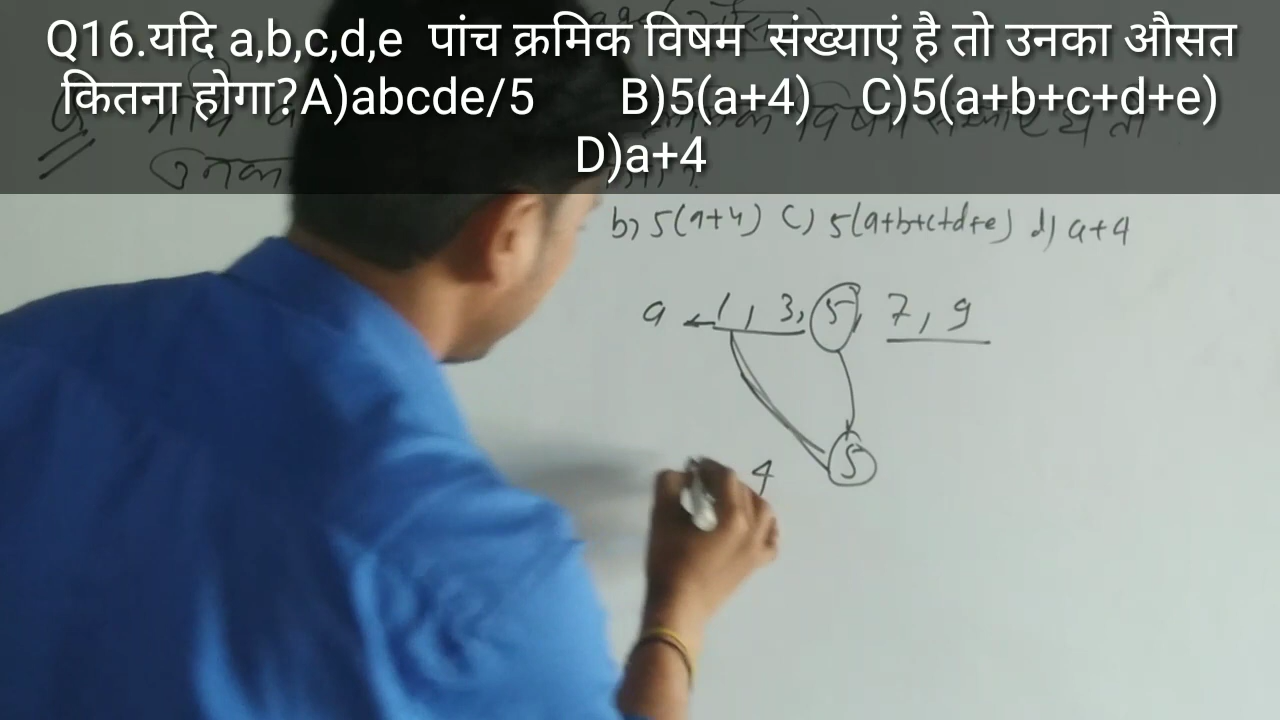 Q16.यदि a,b,c,d,e पांच क्रमिक विषम संख्याएं है तो उनका औसत
कितना होगा?A)abcde/5 B)5(a+4) C)5(a+b+c+d+e)
D)a+4
उनका
b) 5(a+4) c) 5(a+b+c+d+e) d) a+4
a ← 1, 3, 5, 7, 9
4 5